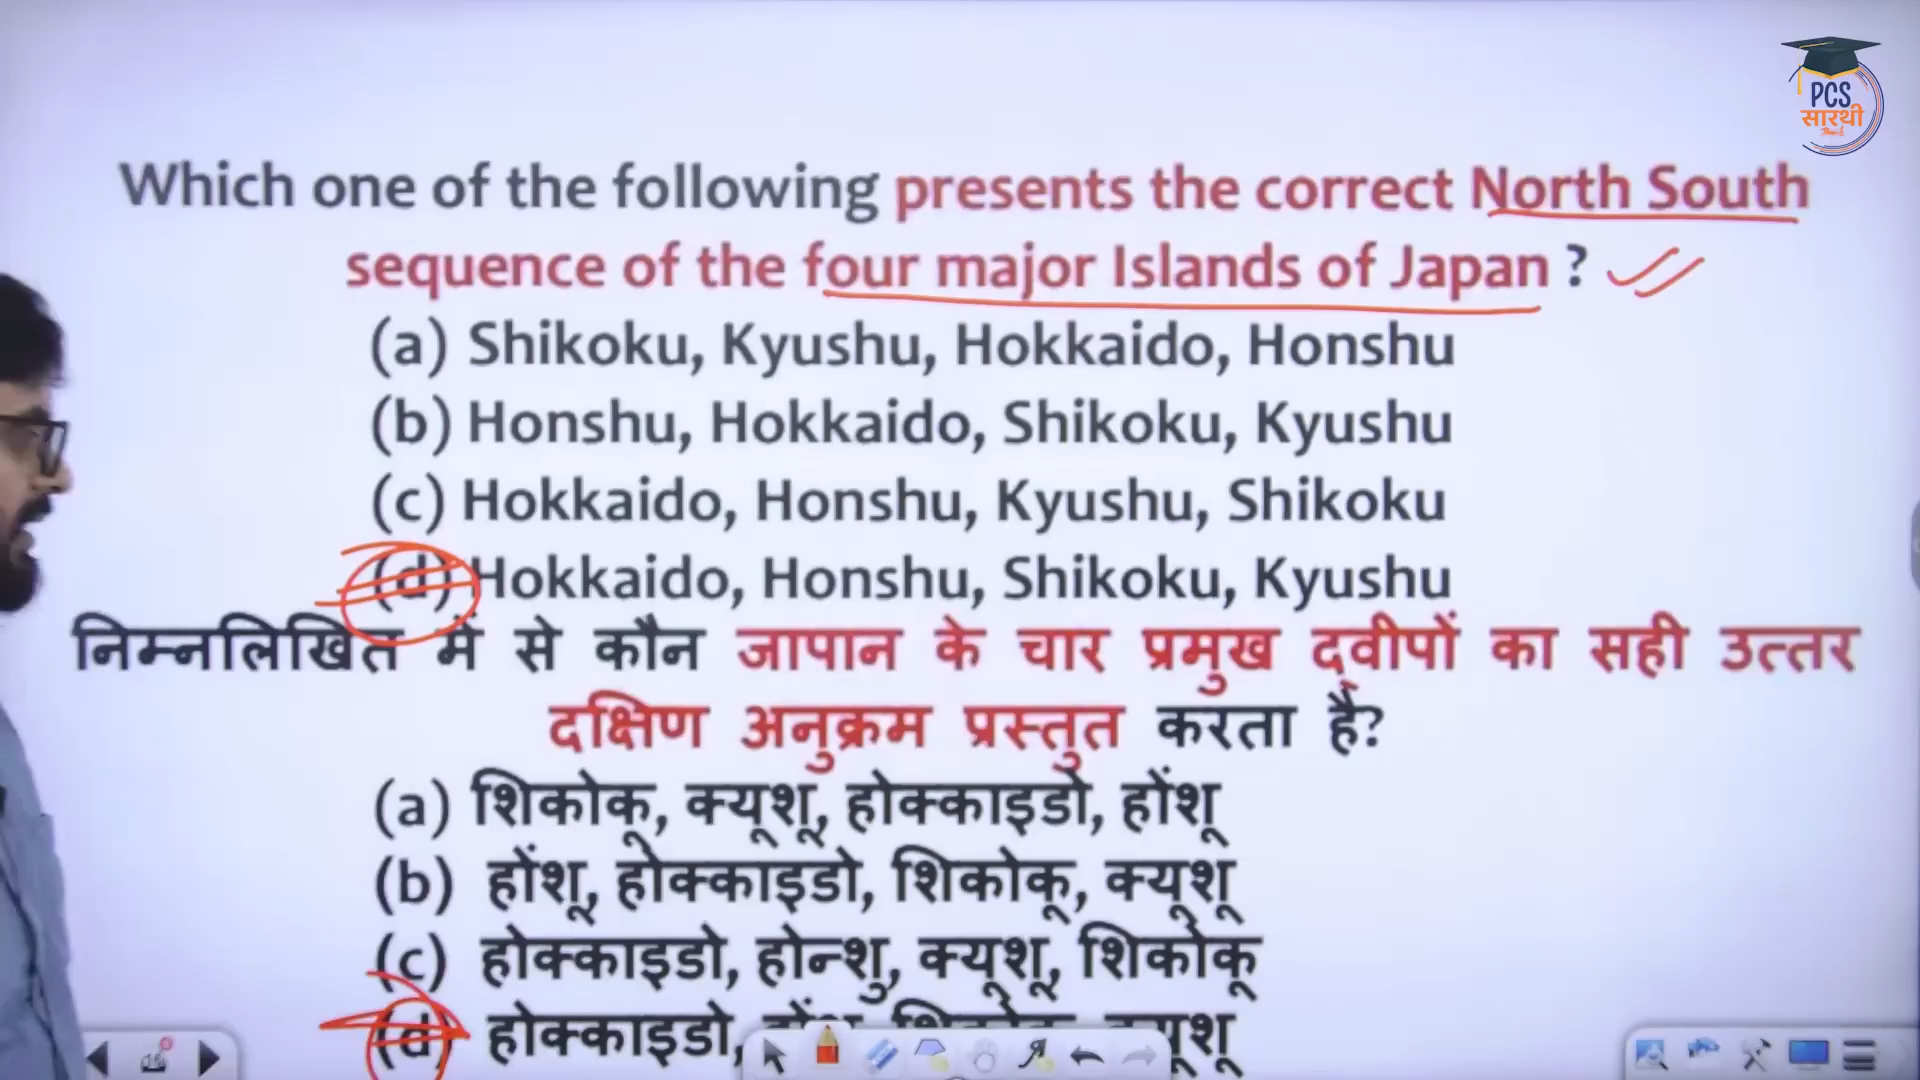 PCS
सारथी
Which one of the following presents the correct North South
sequence of the four major Islands of Japan ?
(a) Shikoku, Kyushu, Hokkaido, Honshu
(b) Honshu, Hokkaido, Shikoku, Kyushu
(c) Hokkaido, Honshu, Kyushu, Shikoku
(d) Hokkaido, Honshu, Shikoku, Kyushu
निम्नलिखित में से कौन जापान के चार प्रमुख द्वीपों का सही उत्तर
दक्षिण अनुक्रम प्रस्तुत करता है?
(a) शिकोकू, क्यूशू, होक्काइडो, होंशू
(b) होंशू, होक्काइडो, शिकोकू, क्यूशू
(c) होक्काइडो, होन्शु, क्यूशू, शिकोकू
(d) होक्काइडो, होंशू, शिकोकू, क्यूशू